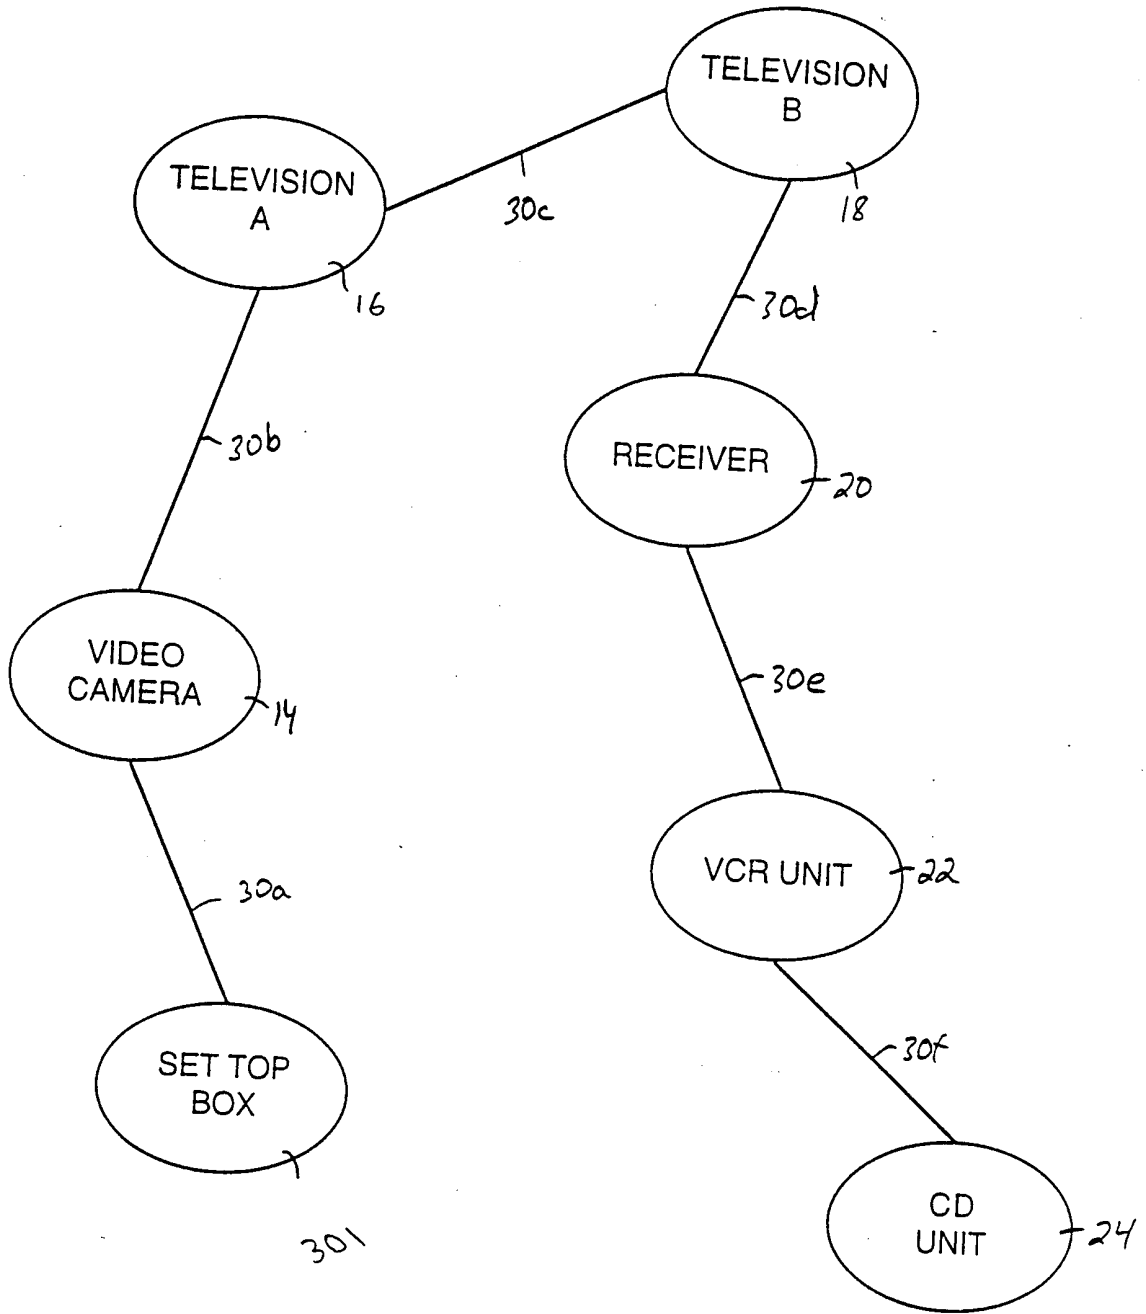 TELEVISION
B
18
TELEVISION
A
16
30c
30d
30b
RECEIVER
20
VIDEO
CAMERA
14
30e
VCR UNIT
22
30a
SET TOP
BOX
301
30f
CD
UNIT
24